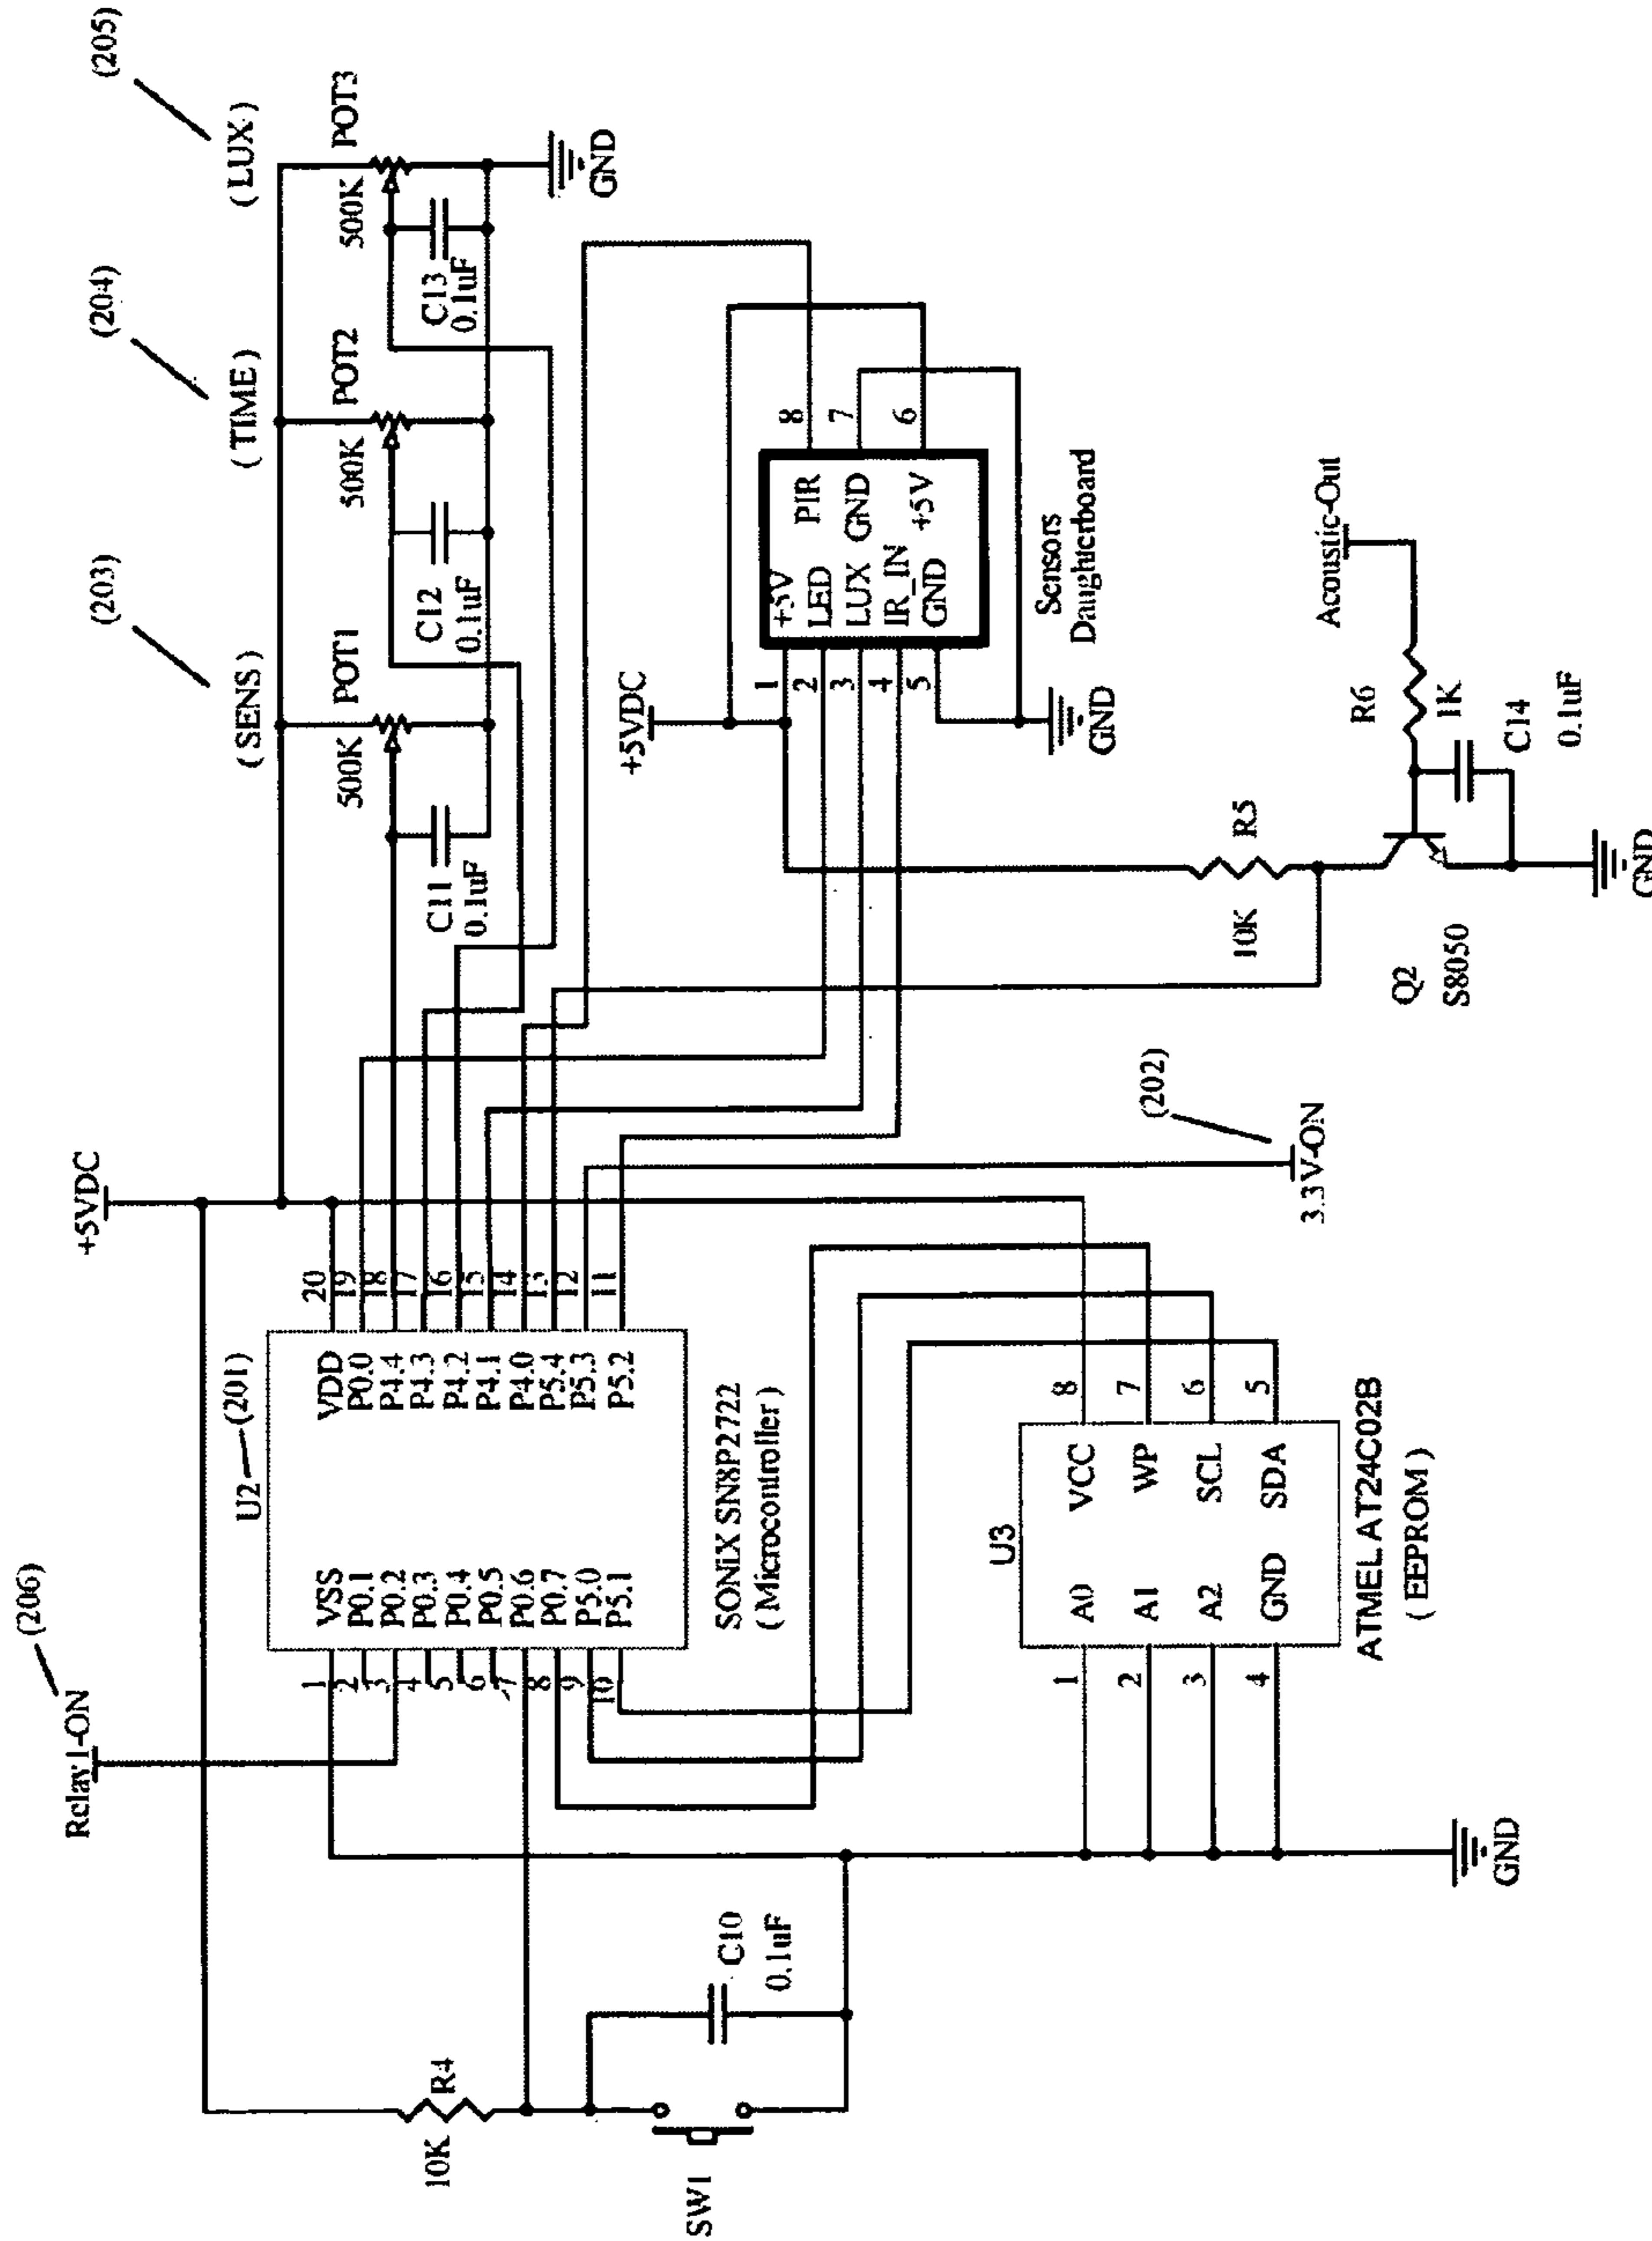 (206)
Relay1-ON
+5VDC
(203)
(204)
(205)
( SENS )
( TIME )
( LUX )
U2
(201)
500K
POT1
500K
POT2
500K
POT3
C11
0.1uF
C12
0.1uF
C13
0.1uF
1
2
3
4
5
6
7
8
9
10
VSS
P0.1
P0.2
P0.3
P0.4
P0.5
P0.6
P0.7
P5.0
P5.1
VDD
P0.0
P4.4
P4.3
P4.2
P4.1
P4.0
P5.4
P5.3
P5.2
20
19
18
17
16
15
14
13
12
11
GND
R4
10K
SW1
C10
0.1uF
SONiX SN8P2722
( Microcontroller )
+5VDC
1
2
3
4
5
+5V
LED
LUX
IR_IN
GND
PIR
GND
+5V
8
7
6
Sensors
Daughterboard
GND
U3
1
2
3
4
A0
A1
A2
GND
VCC
WP
SCL
SDA
8
7
6
5
ATMEL AT24C02B
( EEPROM )
GND
(202)
3.3V-ON
10K
R5
Q2
S8050
R6
1K
C14
0.1uF
Acoustic-Out
GND